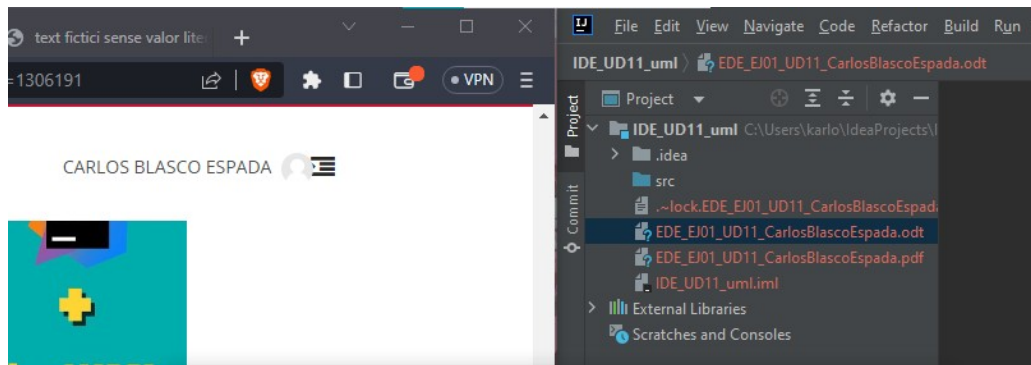 text fictici sense valor liter
=1306191
VPN
CARLOS BLASCO ESPADA
IJ
File Edit View Navigate Code Refactor Build Run
IDE_UD11_uml EDE_EJ01_UD11_CarlosBlascoEspada.odt
Project
Project
Commit
IDE_UD11_uml C:\Users\karlo\IdeaProjects\I
.idea
src
.~lock.EDE_EJ01_UD11_CarlosBlascoEspada.
EDE_EJ01_UD11_CarlosBlascoEspada.odt
EDE_EJ01_UD11_CarlosBlascoEspada.pdf
IDE_UD11_uml.iml
External Libraries
Scratches and Consoles